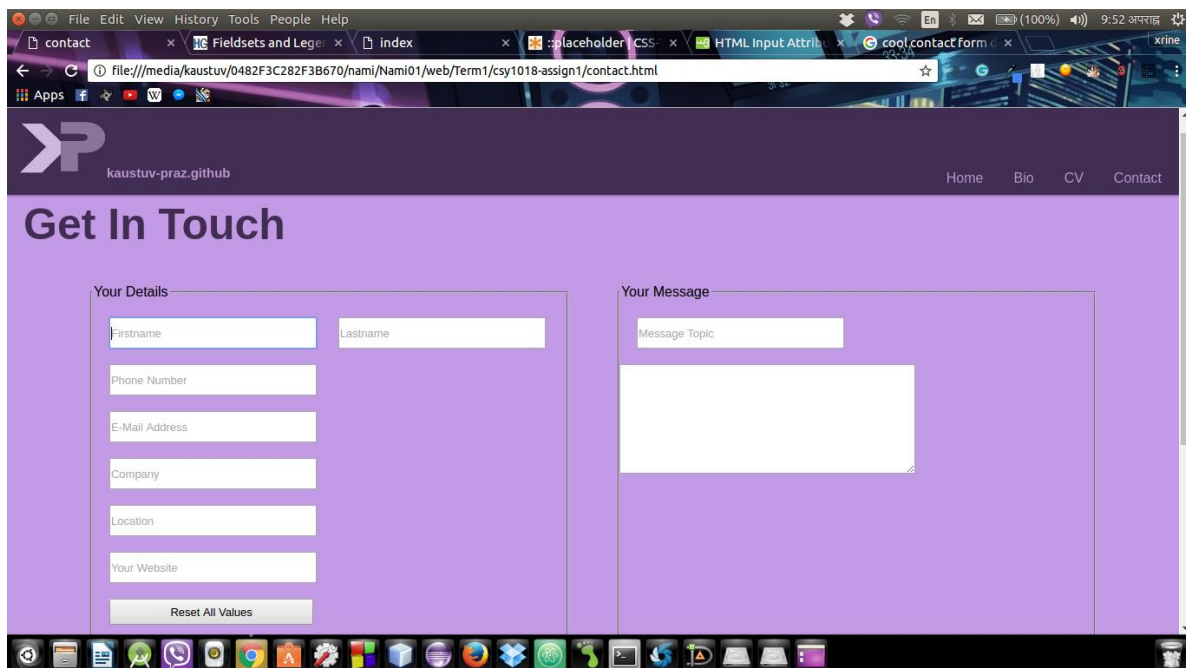 File Edit View History Tools People Help
En (100%) 9:52 अपराह्न
contact
Fieldsets and Leger
index
::placeholder | CSS-
HTML Input Attribu
cool contact form d
xrine
file:///media/kaustuv/0482F3C282F3B670/nami/Nami01/web/Term1/csy1018-assign1/contact.html
Apps
KP
kaustuv-praz.github
Home Bio CV Contact
Get In Touch
Your Details
Your Message
Firstname
Lastname
Message Topic
Phone Number
E-Mail Address
Company
Location
Your Website
Reset All Values